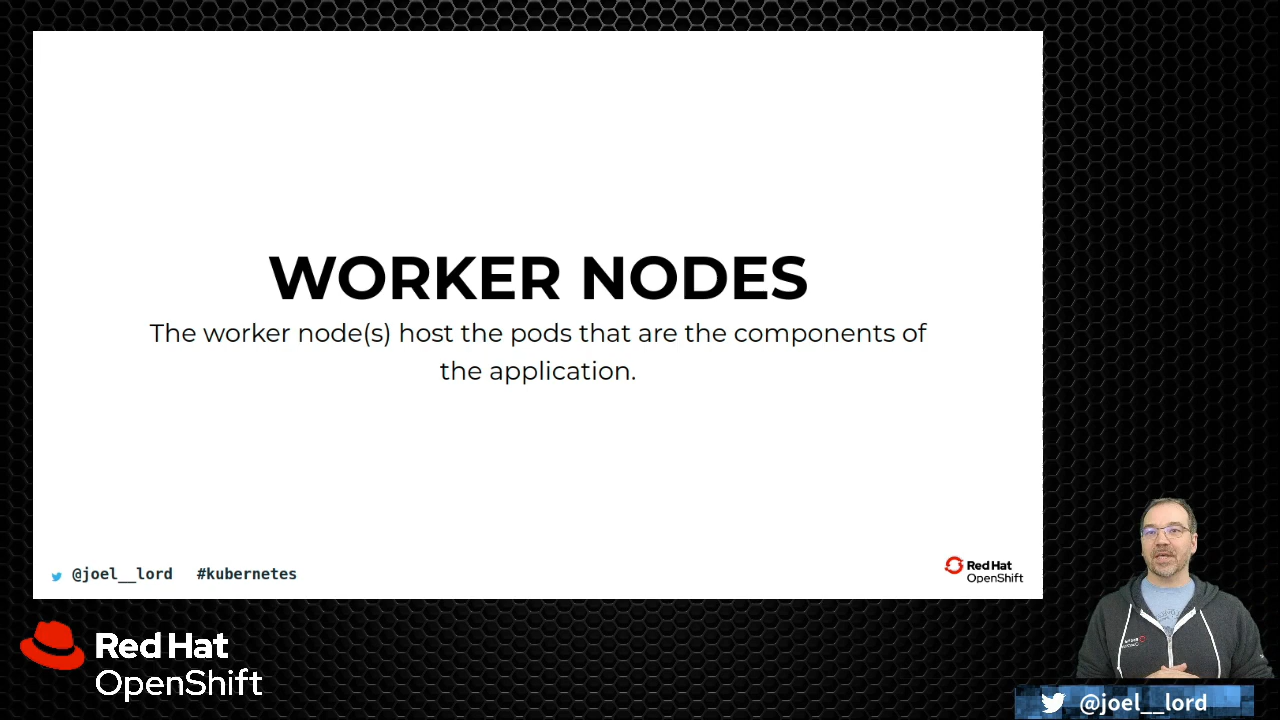 WORKER NODES
The worker node(s) host the pods that are the components of
the application.
@joel__lord #kubernetes
Red Hat
OpenShift
Red Hat
OpenShift
@joel__lord